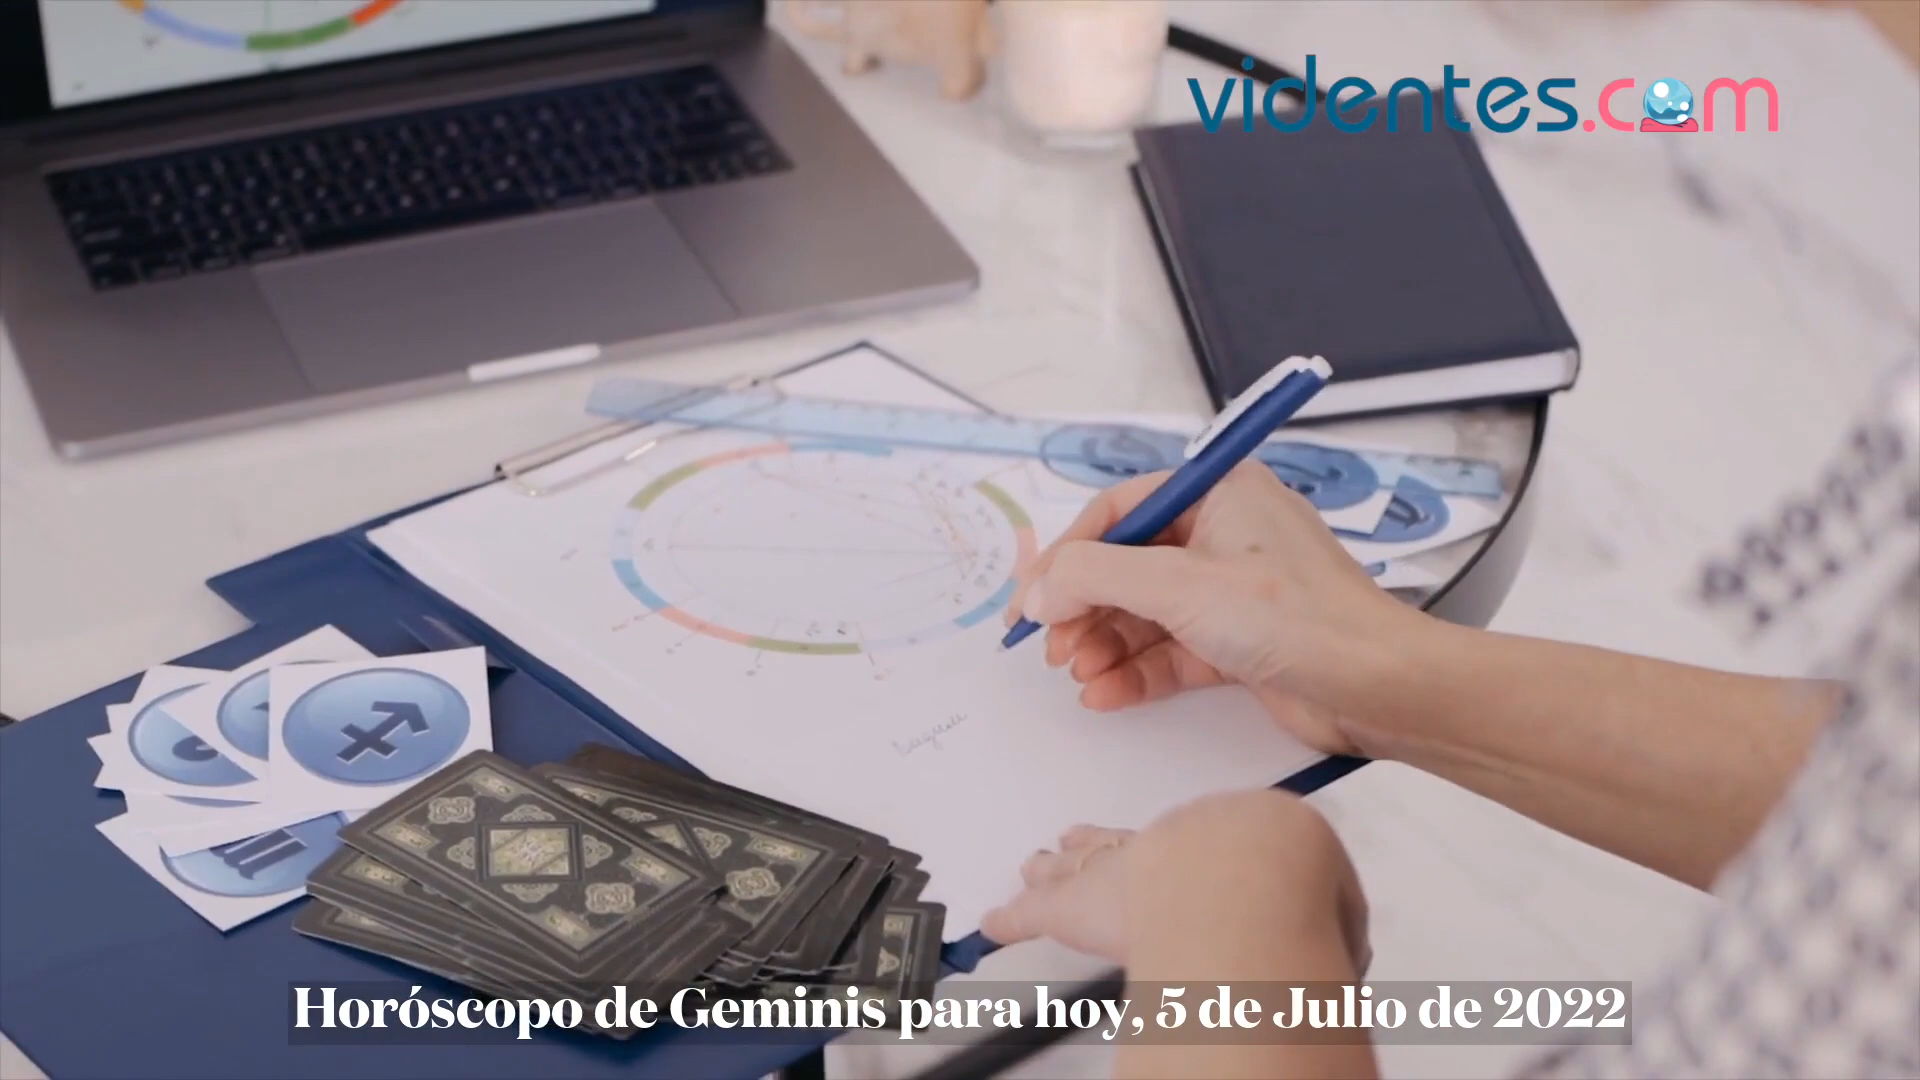 videntes.com
Horóscopo de Geminis para hoy, 5 de Julio de 2022